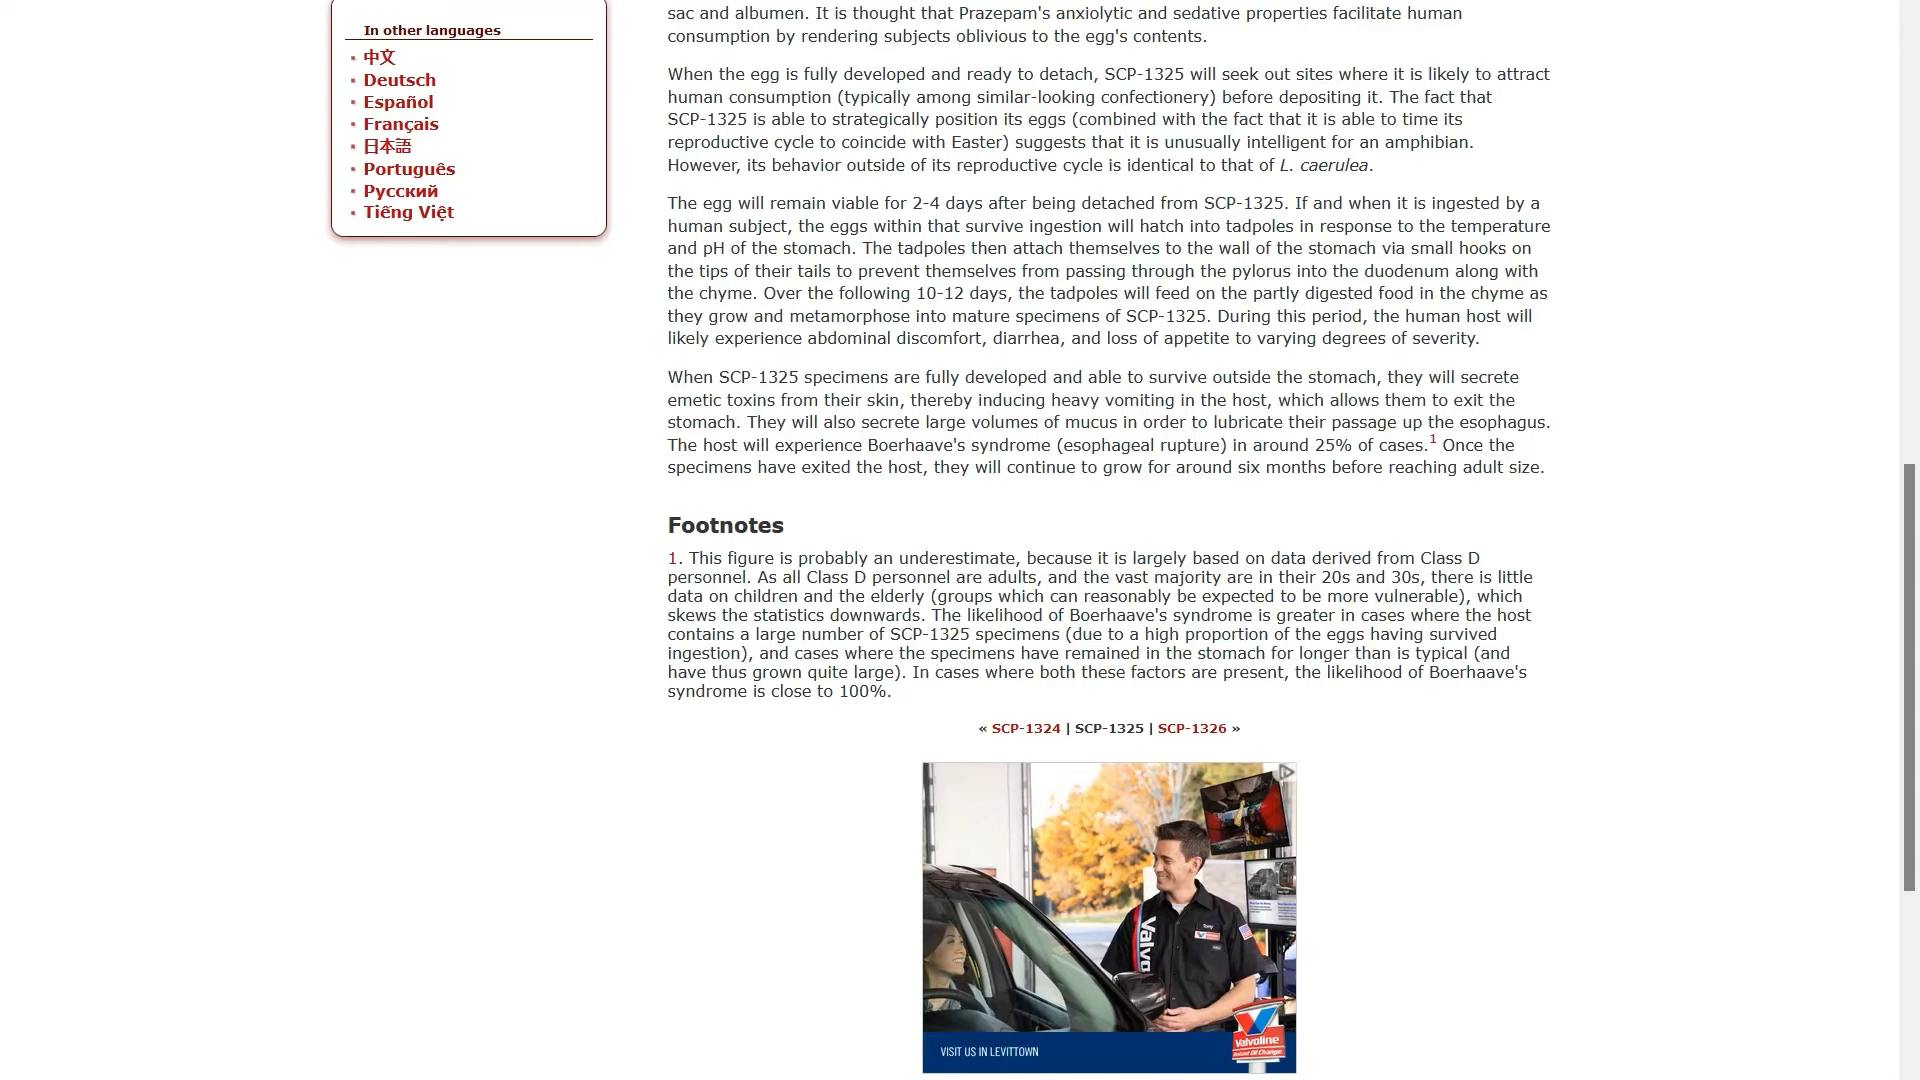 In other languages
中文
Deutsch
Español
Français
日本語
Português
Русский
Tiếng Việt
sac and albumen. It is thought that Prazepam's anxiolytic and sedative properties facilitate human
consumption by rendering subjects oblivious to the egg's contents.
When the egg is fully developed and ready to detach, SCP-1325 will seek out sites where it is likely to attract
human consumption (typically among similar-looking confectionery) before depositing it. The fact that
SCP-1325 is able to strategically position its eggs (combined with the fact that it is able to time its
reproductive cycle to coincide with Easter) suggests that it is unusually intelligent for an amphibian.
However, its behavior outside of its reproductive cycle is identical to that of L. caerulea.
The egg will remain viable for 2-4 days after being detached from SCP-1325. If and when it is ingested by a
human subject, the eggs within that survive ingestion will hatch into tadpoles in response to the temperature
and pH of the stomach. The tadpoles then attach themselves to the wall of the stomach via small hooks on
the tips of their tails to prevent themselves from passing through the pylorus into the duodenum along with
the chyme. Over the following 10-12 days, the tadpoles will feed on the partly digested food in the chyme as
they grow and metamorphose into mature specimens of SCP-1325. During this period, the human host will
likely experience abdominal discomfort, diarrhea, and loss of appetite to varying degrees of severity.
When SCP-1325 specimens are fully developed and able to survive outside the stomach, they will secrete
emetic toxins from their skin, thereby inducing heavy vomiting in the host, which allows them to exit the
stomach. They will also secrete large volumes of mucus in order to lubricate their passage up the esophagus.
The host will experience Boerhaave's syndrome (esophageal rupture) in around 25% of cases.1 Once the
specimens have exited the host, they will continue to grow for around six months before reaching adult size.
Footnotes
1. This figure is probably an underestimate, because it is largely based on data derived from Class D
personnel. As all Class D personnel are adults, and the vast majority are in their 20s and 30s, there is little
data on children and the elderly (groups which can reasonably be expected to be more vulnerable), which
skews the statistics downwards. The likelihood of Boerhaave's syndrome is greater in cases where the host
contains a large number of SCP-1325 specimens (due to a high proportion of the eggs having survived
ingestion), and cases where the specimens have remained in the stomach for longer than is typical (and
have thus grown quite large). In cases where both these factors are present, the likelihood of Boerhaave's
syndrome is close to 100%.
« SCP-1324 | SCP-1325 | SCP-1326 »
Tony
Valvo
Valvoline
Instant Oil Change
VISIT US IN LEVITTOWN